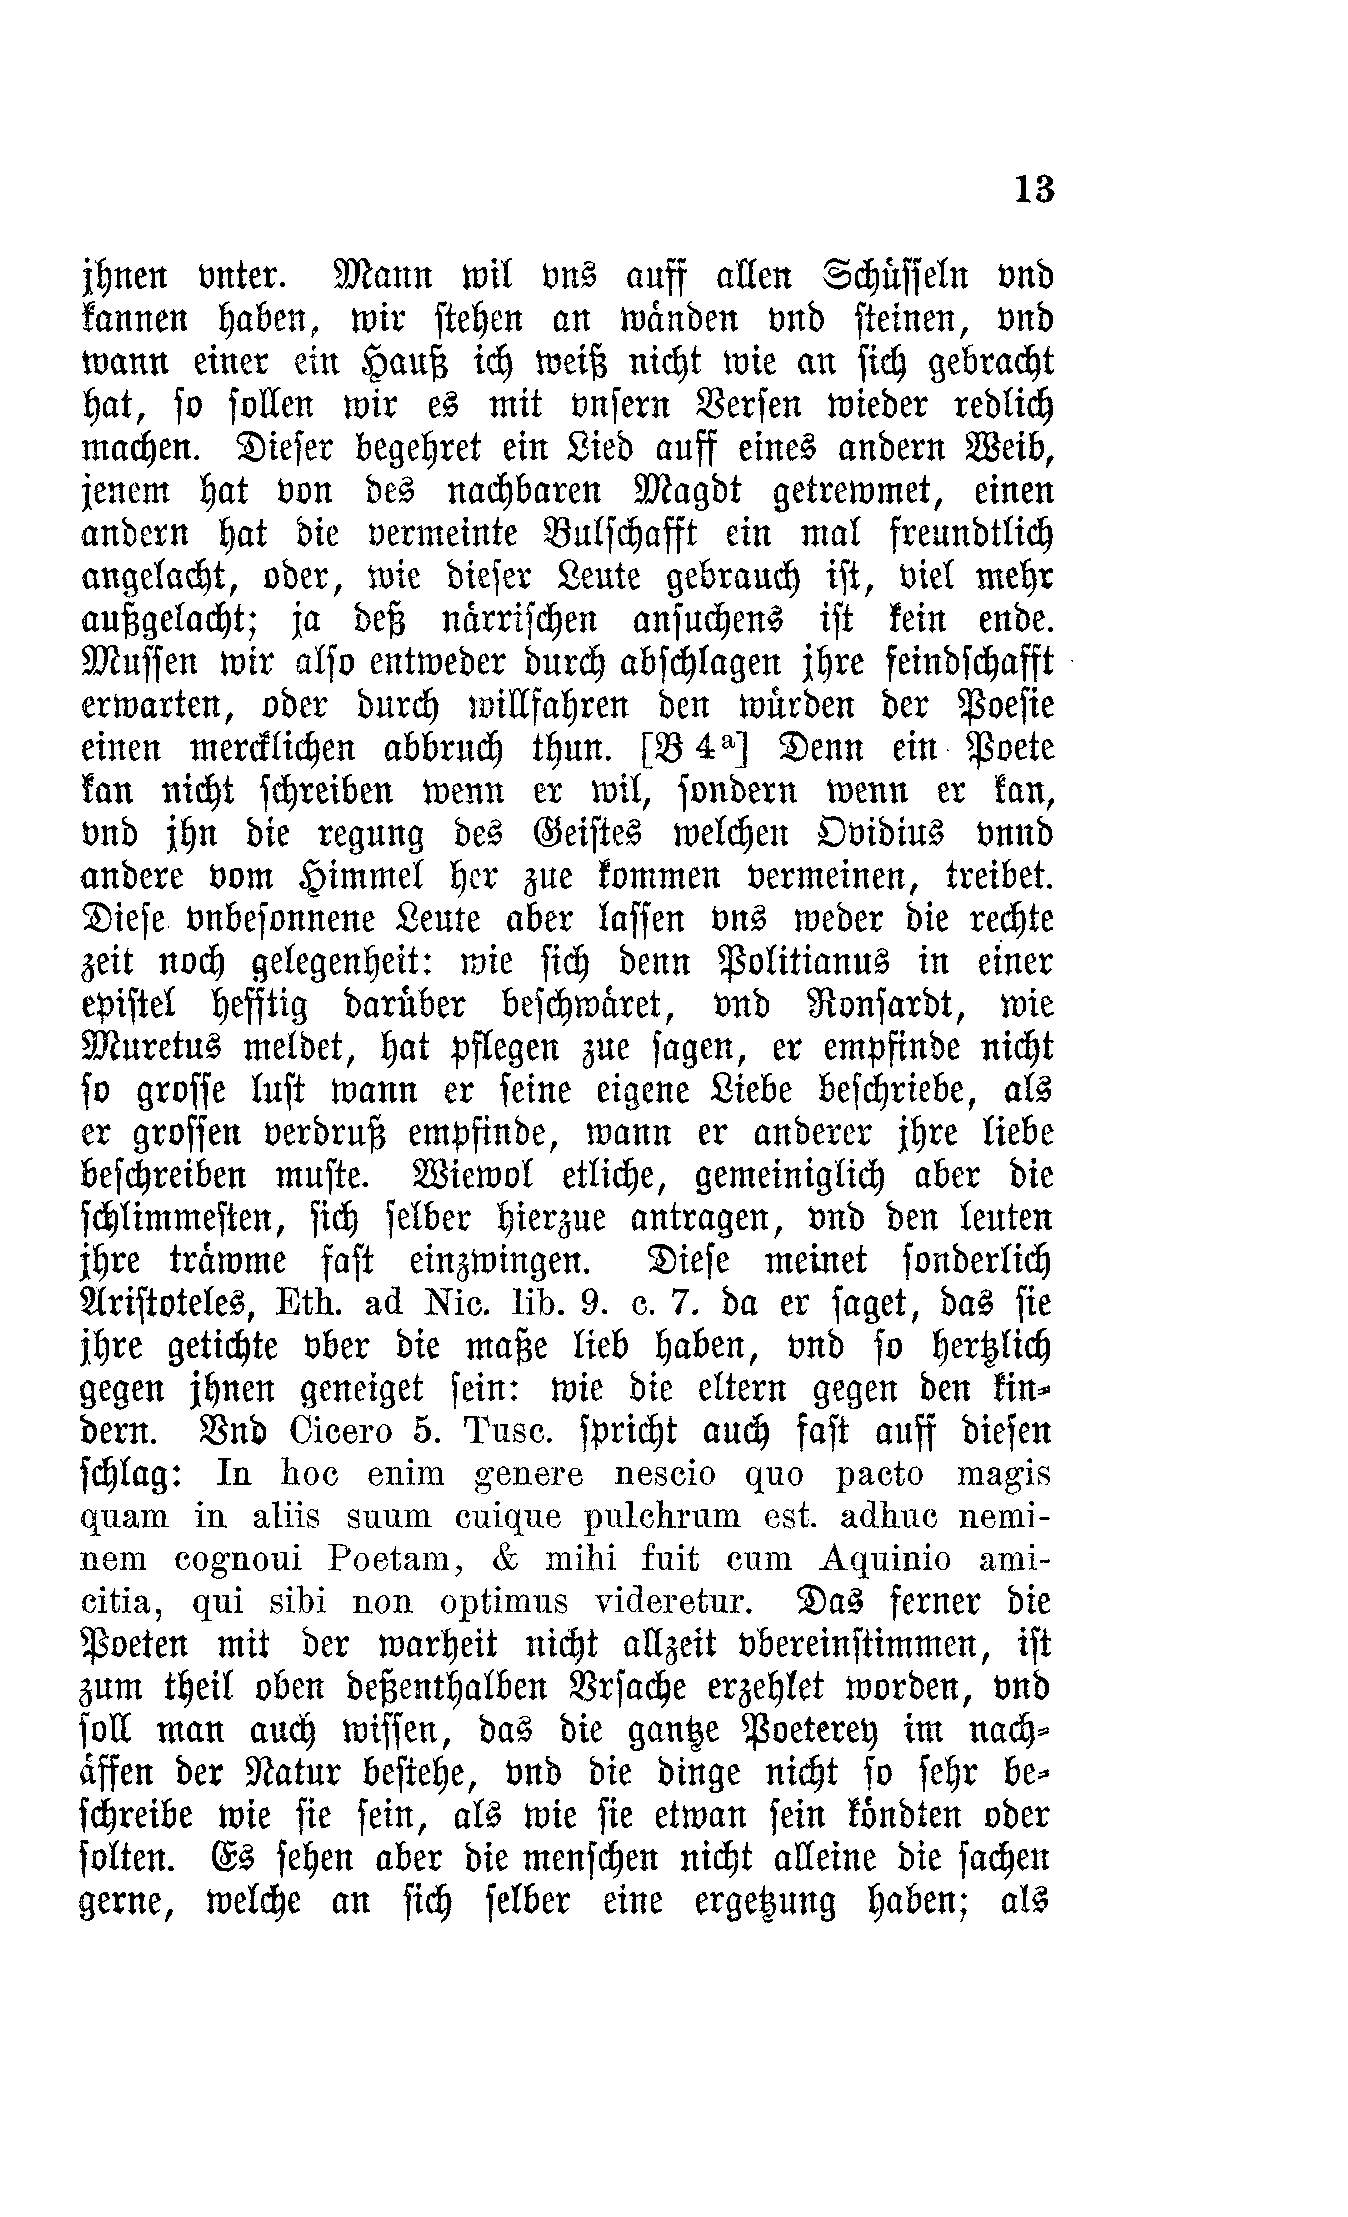 13
jhnen vnter. Mann wil vns auff allen Schüſſeln vnd
kannen haben, wir ſtehen an wänden vnd ſteinen, vnd
wann einer ein Hauß ich weiß nicht wie an ſich gebracht
hat, ſo ſollen wir es mit vnſern Verſen wieder redlich
machen. Dieſer begehret ein Lied auff eines andern Weib,
jenem hat von des nachbaren Magdt getrewmet, einen
andern hat die vermeinte Bulſchafft ein mal freundtlich
angelacht, oder, wie dieſer Leute gebrauch iſt, viel mehr
außgelacht; ja deß närriſchen anſuchens iſt kein ende.
Muſſen wir alſo entweder durch abſchlagen jhre feindſchafft
erwarten, oder durch willfahren den würden der Poeſie
einen mercklichen abbruch thun. [B 4ᵃ] Denn ein Poete
kan nicht ſchreiben wenn er wil, ſondern wenn er kan,
vnd jhn die regung des Geiſtes welchen Ovidius vnnd
andere vom Himmel her zue kommen vermeinen, treibet.
Dieſe vnbeſonnene Leute aber laſſen vns weder die rechte
zeit noch gelegenheit: wie ſich denn Politianus in einer
epiſtel hefftig darüber beſchwäret, vnd Ronſardt, wie
Muretus meldet, hat pflegen zue ſagen, er empfinde nicht
ſo groſſe luſt wann er ſeine eigene Liebe beſchriebe, als
er groſſen verdruß empfinde, wann er anderer jhre liebe
beſchreiben muſte. Wiewol etliche, gemeiniglich aber die
ſchlimmeſten, ſich ſelber hierzue antragen, vnd den leuten
jhre träwme faſt einzwingen. Dieſe meinet ſonderlich
Ariſtoteles, Eth. ad Nic. lib. 9. c. 7. da er ſaget, das ſie
jhre getichte vber die maße lieb haben, vnd ſo hertzlich
gegen jhnen geneiget ſein: wie die eltern gegen den kin-
dern. Vnd Cicero 5. Tusc. ſpricht auch faſt auff dieſen
ſchlag: In hoc enim genere nescio quo pacto magis
quam in aliis suum cuique pulchrum est. adhuc nemi-
nem cognoui Poetam, & mihi fuit cum Aquinio ami-
citia, qui sibi non optimus videretur. Das ferner die
Poeten mit der warheit nicht allzeit vbereinſtimmen, iſt
zum theil oben deßenthalben Vrſache erzehlet worden, vnd
ſoll man auch wiſſen, das die gantze Poeterey im nach-
äffen der Natur beſtehe, vnd die dinge nicht ſo ſehr be-
ſchreibe wie ſie ſein, als wie ſie etwan ſein köndten oder
ſolten. Es ſehen aber die menſchen nicht alleine die ſachen
gerne, welche an ſich ſelber eine ergetzung haben; als